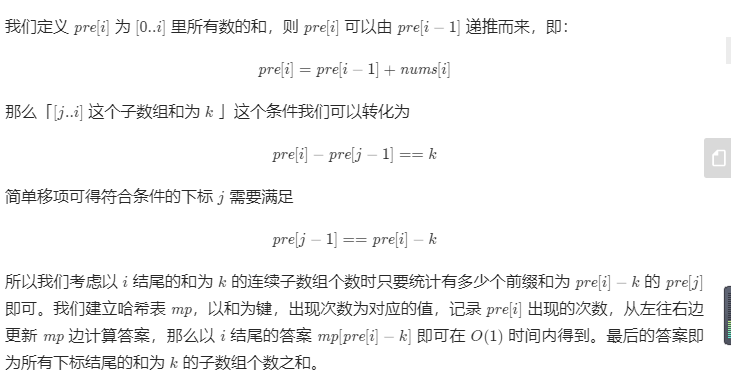 我们定义 pre[i] 为 [0..i] 里所有数的和，则 pre[i] 可以由 pre[i − 1] 递推而来，即：
pre[i] = pre[i − 1] + nums[i]
那么「[j..i] 这个子数组和为 k 」这个条件我们可以转化为
pre[i] − pre[j − 1] == k
简单移项可得符合条件的下标 j 需要满足
pre[j − 1] == pre[i] − k
所以我们考虑以 i 结尾的和为 k 的连续子数组个数时只要统计有多少个前缀和为 pre[i] − k 的 pre[j]
即可。我们建立哈希表 mp，以和为键，出现次数为对应的值，记录 pre[i] 出现的次数，从左往右边
更新 mp 边计算答案，那么以 i 结尾的答案 mp[pre[i] − k] 即可在 O(1) 时间内得到。最后的答案即
为所有下标结尾的和为 k 的子数组个数之和。